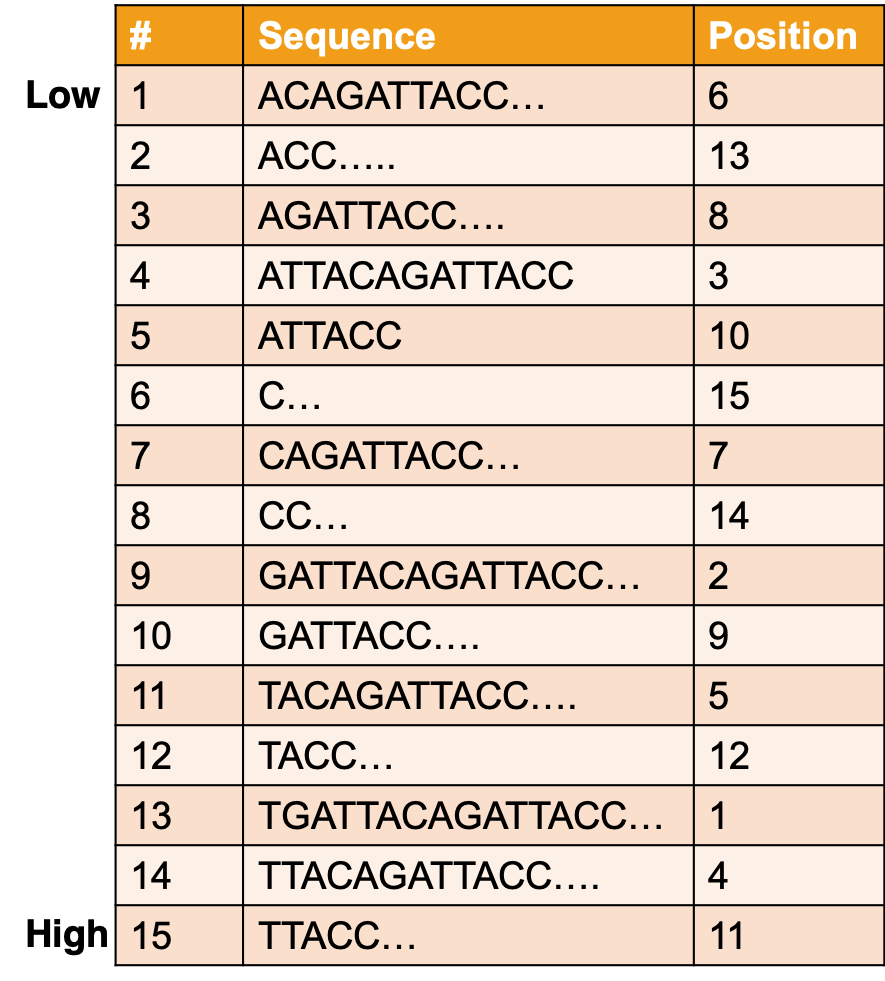 # Sequence Position
Low 1 ACAGATTACC… 6
2 ACC….. 13
3 AGATTACC…. 8
4 ATTACAGATTACC 3
5 ATTACC 10
6 C… 15
7 CAGATTACC… 7
8 CC… 14
9 GATTACAGATTACC… 2
10 GATTACC…. 9
11 TACAGATTACC…. 5
12 TACC… 12
13 TGATTACAGATTACC… 1
14 TTACAGATTACC…. 4
High 15 TTACC… 11